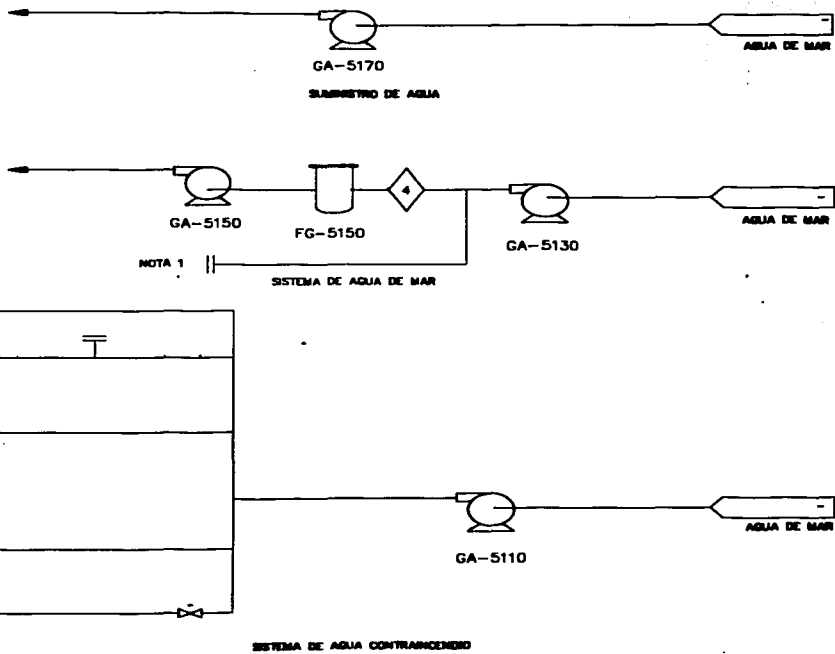 AGUA DE MAR
GA-5170
SUMINISTRO DE AGUA
4
GA-5150
FG-5150
AGUA DE MAR
GA-5130
NOTA 1
SISTEMA DE AGUA DE MAR
AGUA DE MAR
GA-5110
SISTEMA DE AGUA CONTRAINCENDIO